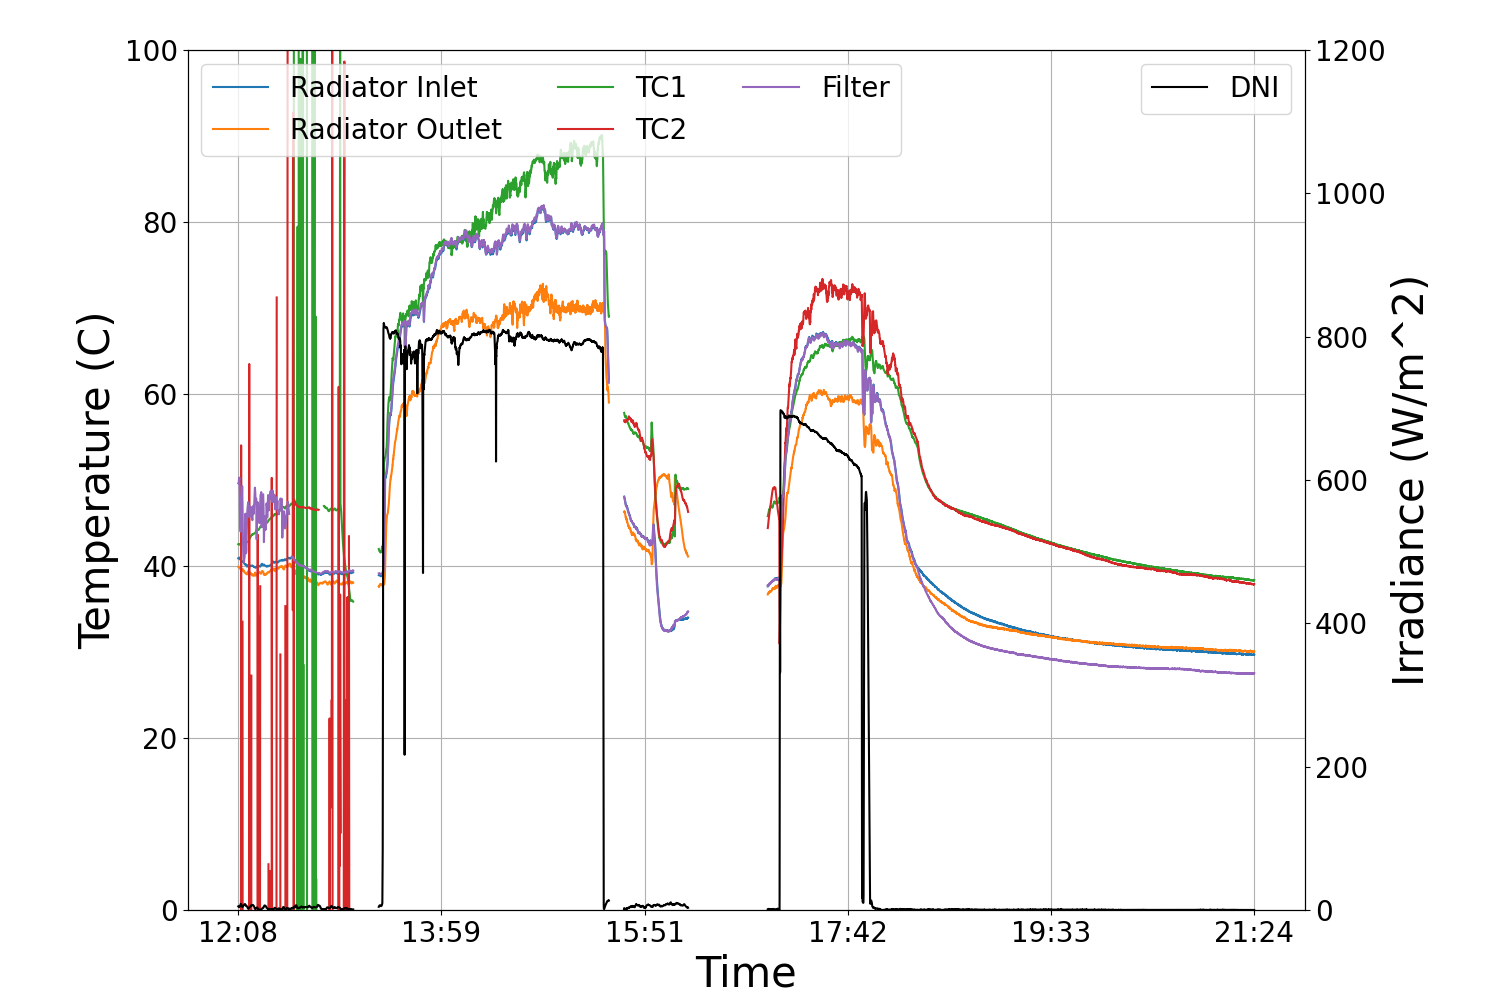 Radiator Inlet
Radiator Outlet
TC1
TC2
Filter
DNI
Temperature (C)
100
80
60
40
20
0
1200
1000
800
600
400
200
0
Irradiance (W/m^2)
12:08 13:59 15:51 17:42 19:33 21:24
Time